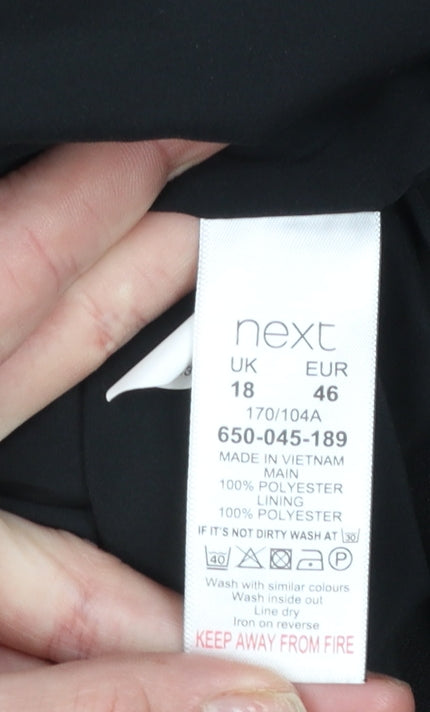 next
UK EUR
18 46
170/104A
650-045-189
MADE IN VIETNAM
MAIN
100% POLYESTER
LINING
100% POLYESTER
IF IT'S NOT DIRTY WASH AT 30
40 P
Wash with similar colours
Wash inside out
Line dry
Iron on reverse
KEEP AWAY FROM FIRE